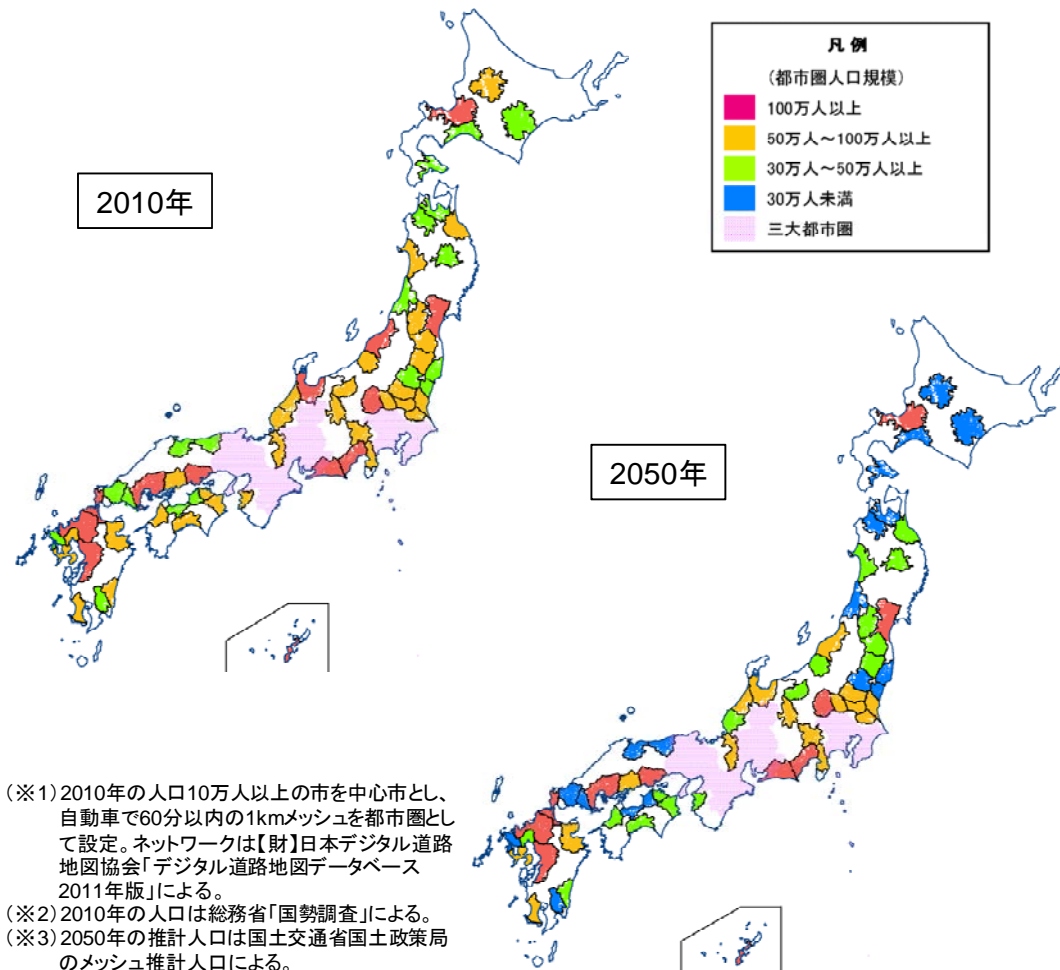 凡例
(都市圏人口規模)
100万人以上
50万人～100万人以上
30万人～50万人以上
30万人未満
三大都市圏
2010年
2050年
(※1)2010年の人口10万人以上の市を中心市とし、
自動車で60分以内の1kmメッシュを都市圏とし
て設定。ネットワークは【財】日本デジタル道路
地図協会「デジタル道路地図データベース
2011年版」による。
(※2)2010年の人口は総務省「国勢調査」による。
(※3)2050年の推計人口は国土交通省国土政策局
のメッシュ推計人口による。